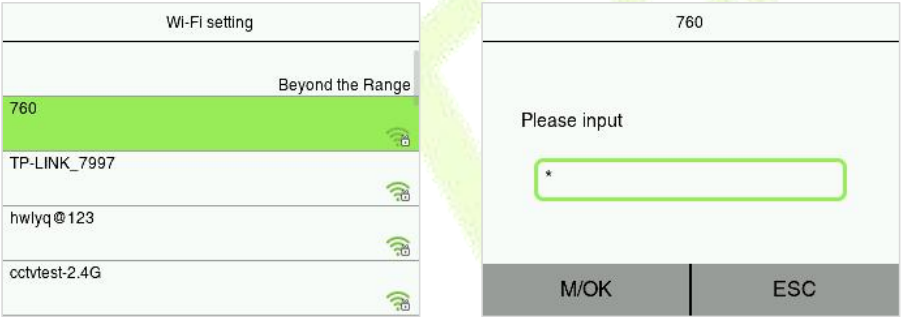 Wi-Fi setting
Beyond the Range
760
TP-LINK_7997
hwlyq@123
cctvtest-2.4G
760
Please input
*
M/OK
ESC